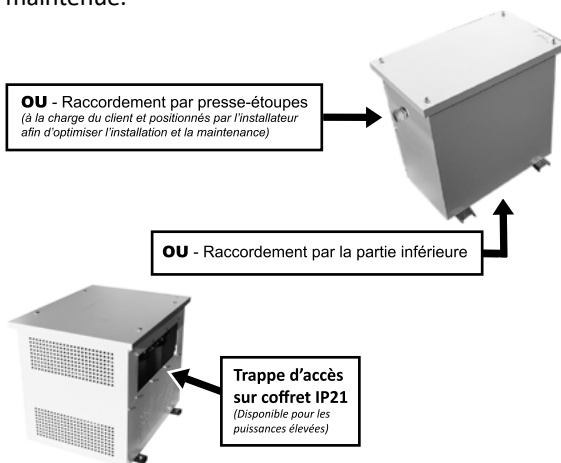 maintenue.
OU - Raccordement par presse-étoupes
(à la charge du client et positionnés par l'installateur
afin d'optimiser l'installation et la maintenance)
OU - Raccordement par la partie inférieure
Trappe d'accès
sur coffret IP21
(Disponible pour les
puissances élevées)